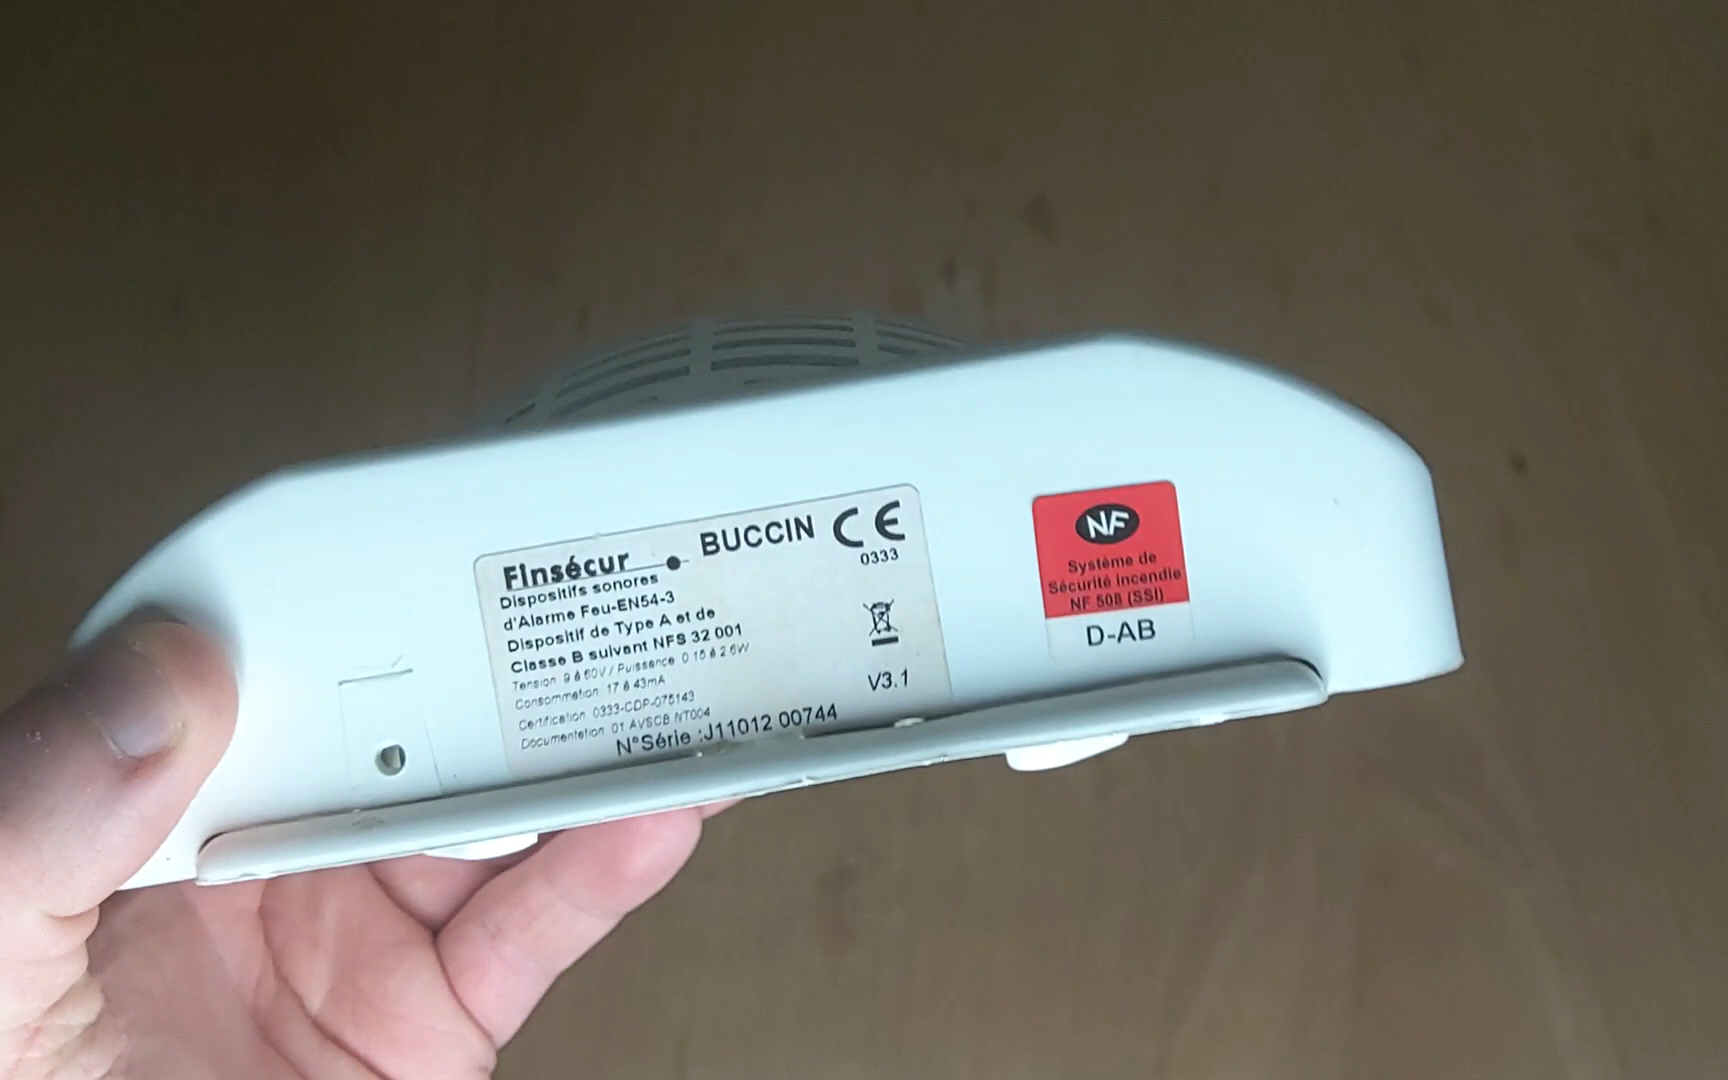 Finsécur BUCCIN CE
0333
Dispositifs sonores
d'Alarme Feu-EN54-3
Dispositif de Type A et de
Classe B suivant NFS 32 001
Tension 9 à 60V / Puissance 0 15 à 2 6W
Consommation 17 à 43mA
Certification 0333-CDP-075143
Documentation 01 AVSCB NT004
V3.1
N°Série :J11012 00744
NF
Système de
Sécurité Incendie
NF 508 (SSI)
D-AB